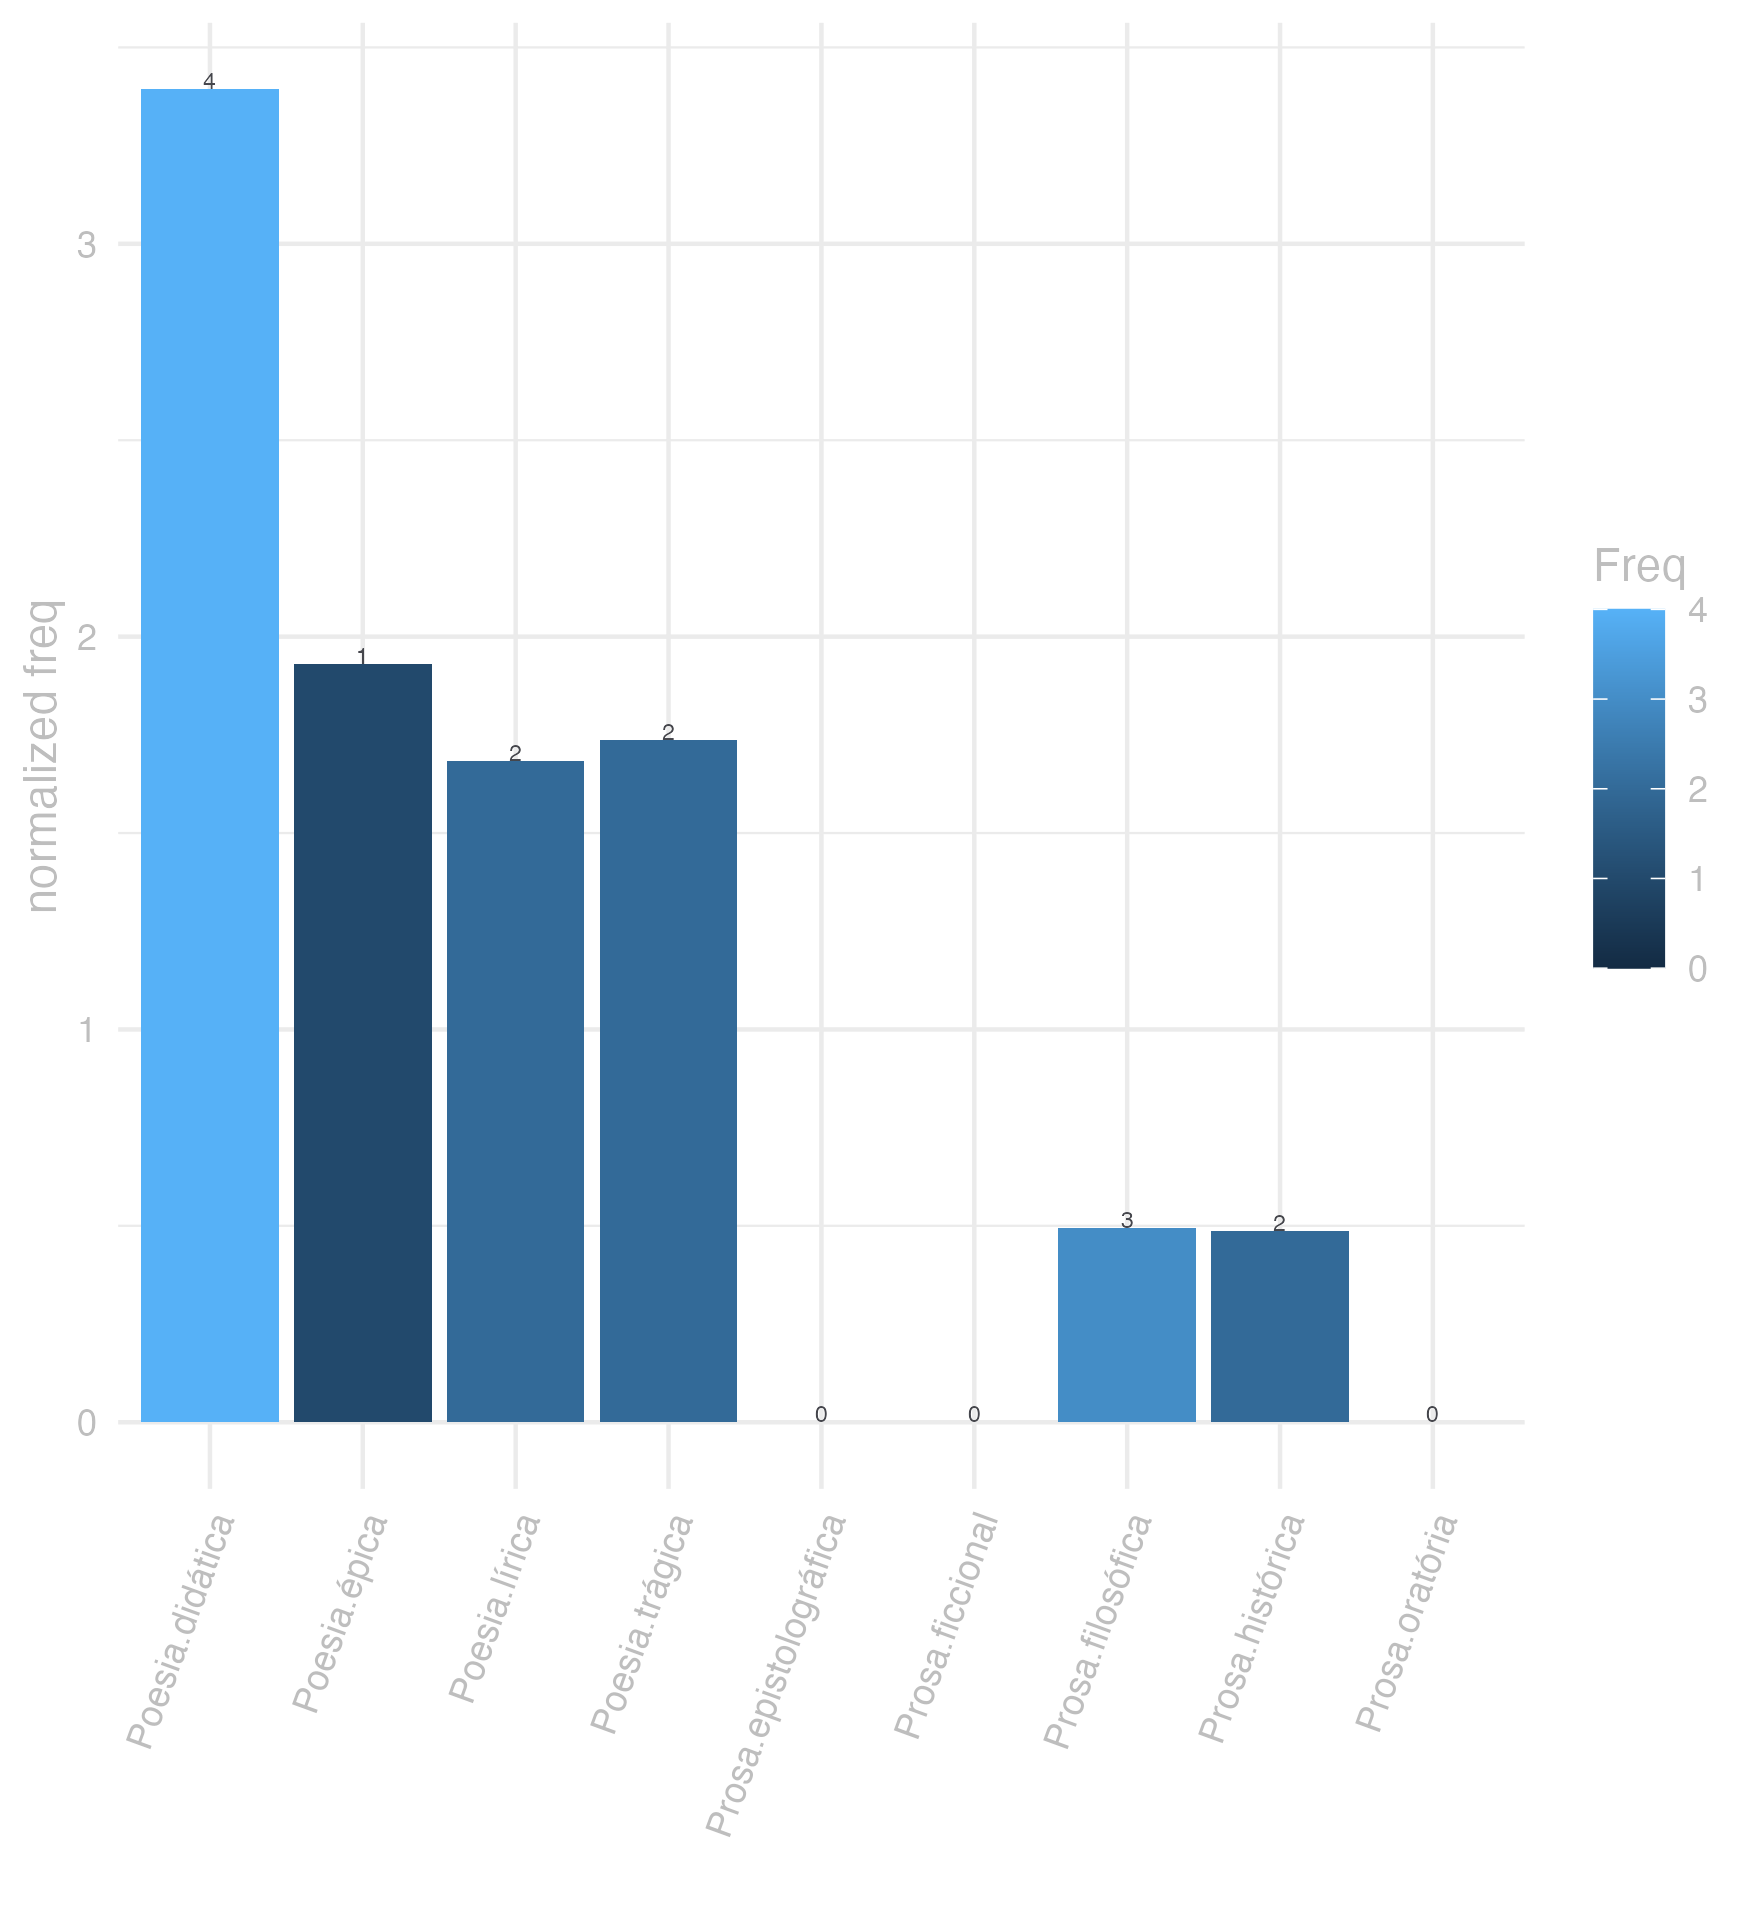 4
3
1
2
2
2
normalized freq
1
3
2
0
0
0
0
Freq
4
3
2
1
0
Poesia.didática
Poesia.épica
Poesia.lírica
Poesia.trágica
Prosa.epistolográfica
Prosa.ficcional
Prosa.filosófica
Prosa.histórica
Prosa.oratória